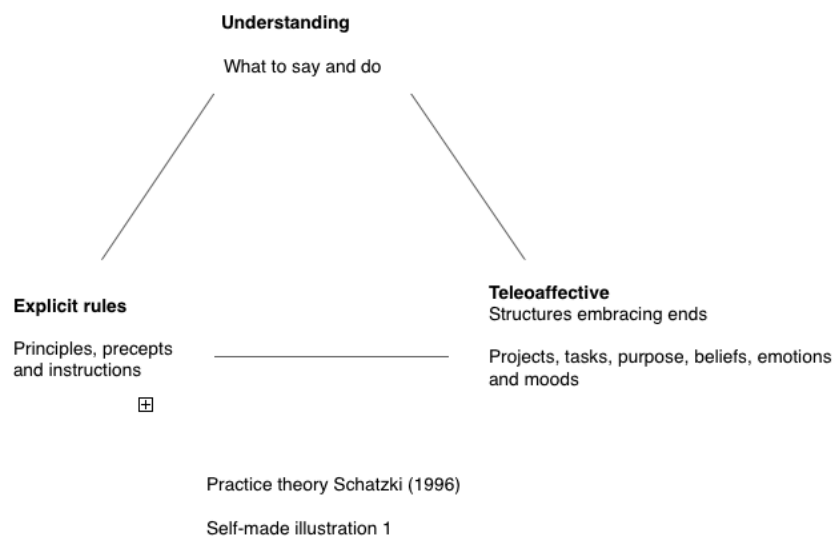 Understanding
What to say and do
Explicit rules
Principles, precepts
and instructions
Teleoaffective
Structures embracing ends
Projects, tasks, purpose, beliefs, emotions
and moods
Practice theory Schatzki (1996)
Self-made illustration 1